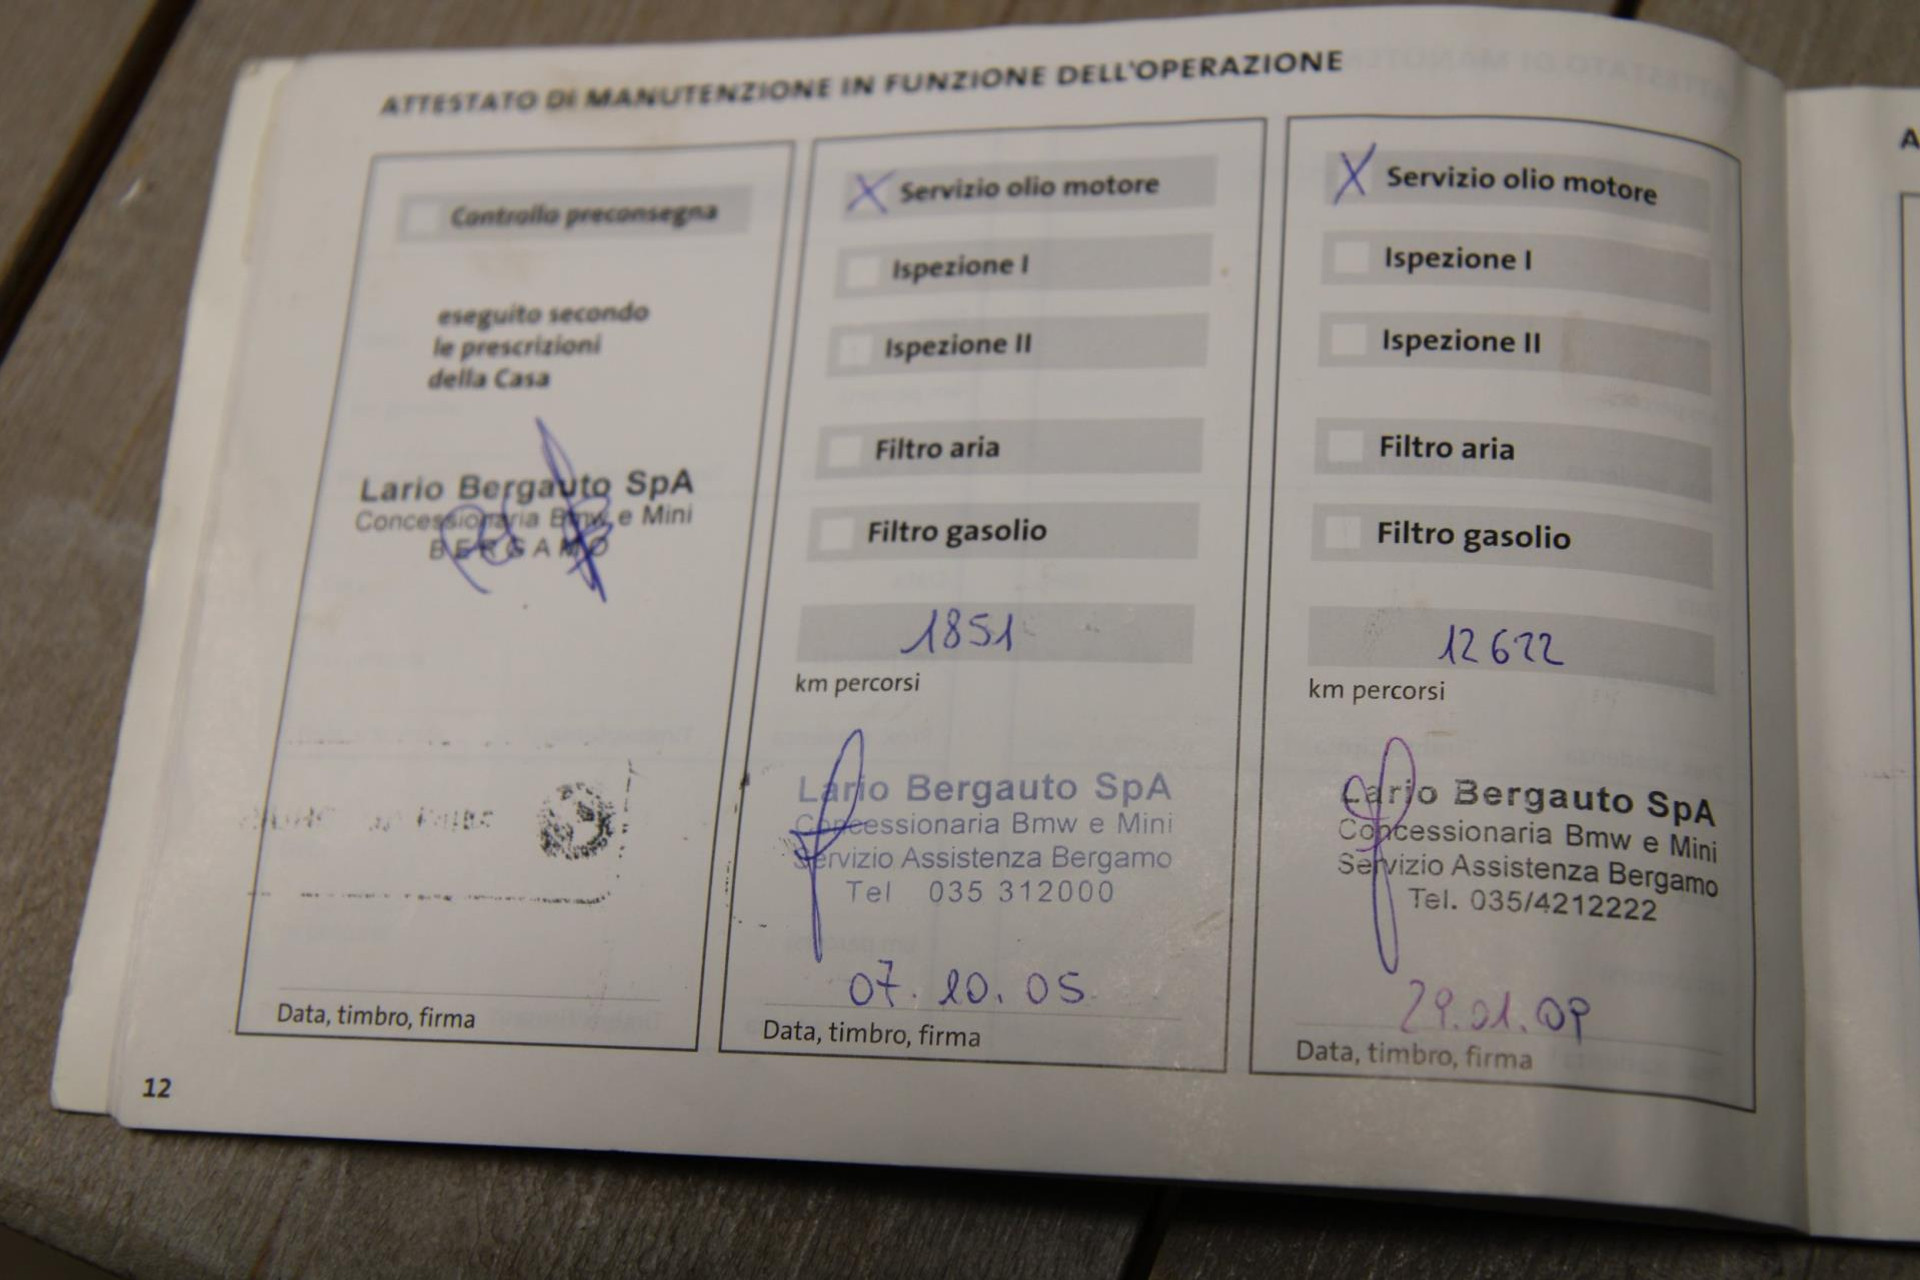 ATTESTATO DI MANUTENZIONE IN FUNZIONE DELL'OPERAZIONE
Controllo preconsegna
eseguito secondo
le prescrizioni
della Casa
Lario Bergauto SpA
Concessionaria Bmw e Mini
BERGAMO
Data, timbro, firma
X Servizio olio motore
Ispezione I
Ispezione II
Filtro aria
Filtro gasolio
1851
km percorsi
Lario Bergauto SpA
Concessionaria Bmw e Mini
Servizio Assistenza Bergamo
Tel 035 312000
07.10.05
Data, timbro, firma
X Servizio olio motore
Ispezione I
Ispezione II
Filtro aria
Filtro gasolio
12622
km percorsi
Lario Bergauto SpA
Concessionaria Bmw e Mini
Servizio Assistenza Bergamo
Tel. 035/4212222
29.01.09
Data, timbro, firma
12